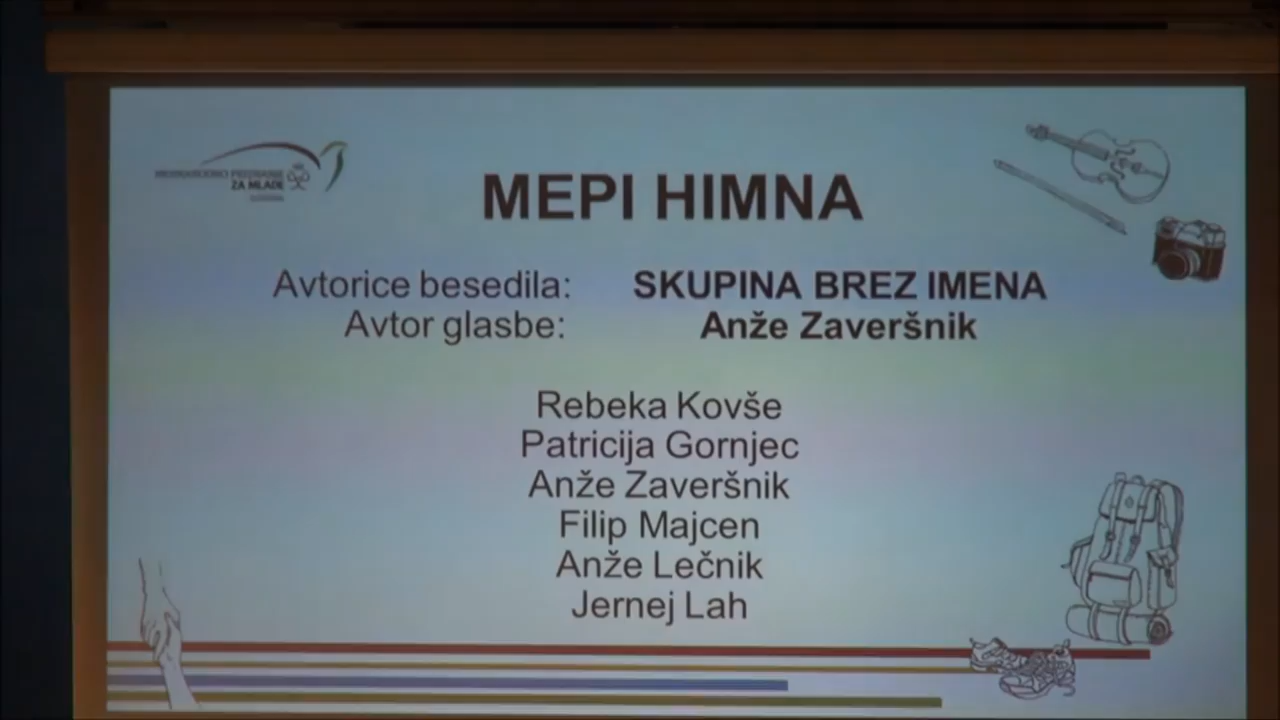 ZA MLADE
MEPI HIMNA
Avtorice besedila: SKUPINA BREZ IMENA
Avtor glasbe: Anže Zaveršnik
Rebeka Kovše
Patricija Gornjec
Anže Zaveršnik
Filip Majcen
Anže Lečnik
Jernej Lah